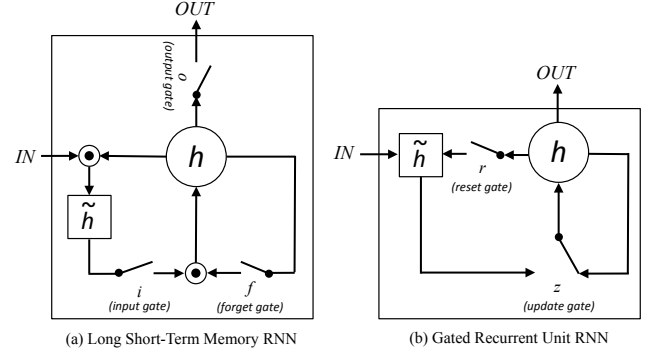 OUT
o
(output gate)
IN
h
h̃
i
(input gate)
f
(forget gate)
(a) Long Short-Term Memory RNN
OUT
IN
h̃
r
(reset gate)
h
z
(update gate)
(b) Gated Recurrent Unit RNN